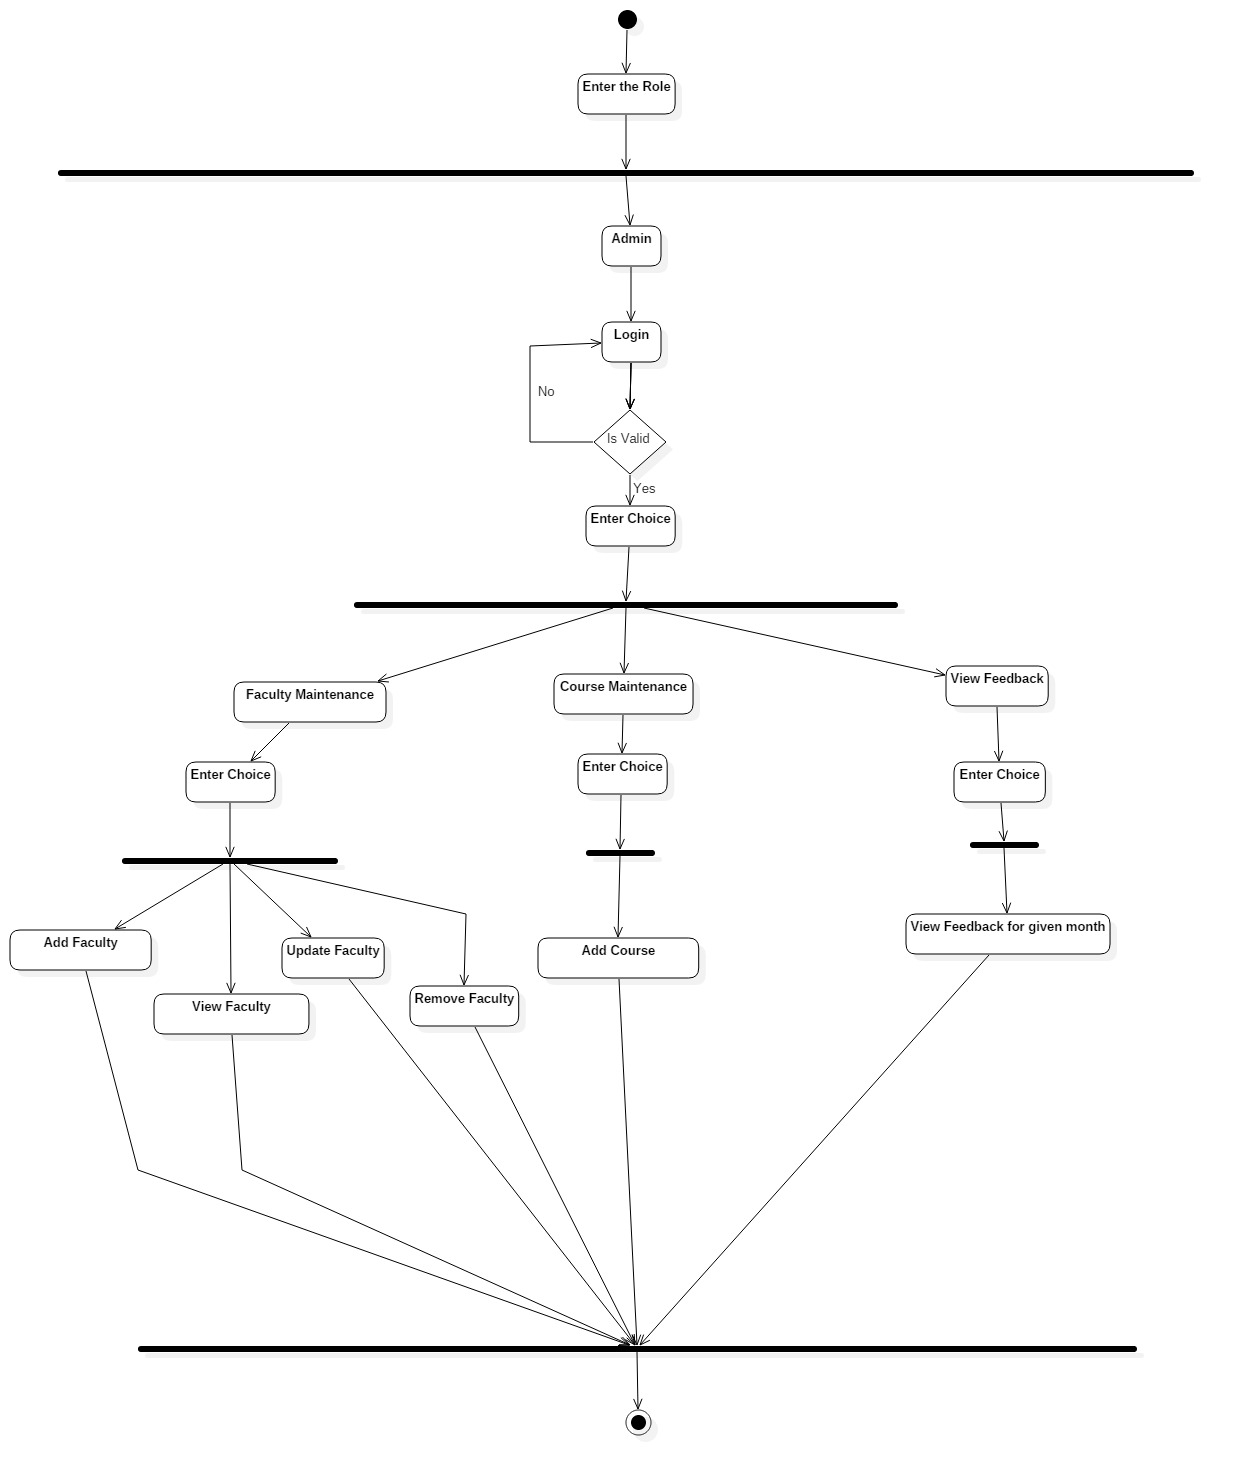 Enter the Role
Admin
Login
No
Is Valid
Yes
Enter Choice
Faculty Maintenance
Course Maintenance
View Feedback
Enter Choice
Enter Choice
Enter Choice
Add Faculty
View Faculty
Update Faculty
Remove Faculty
Add Course
View Feedback for given month